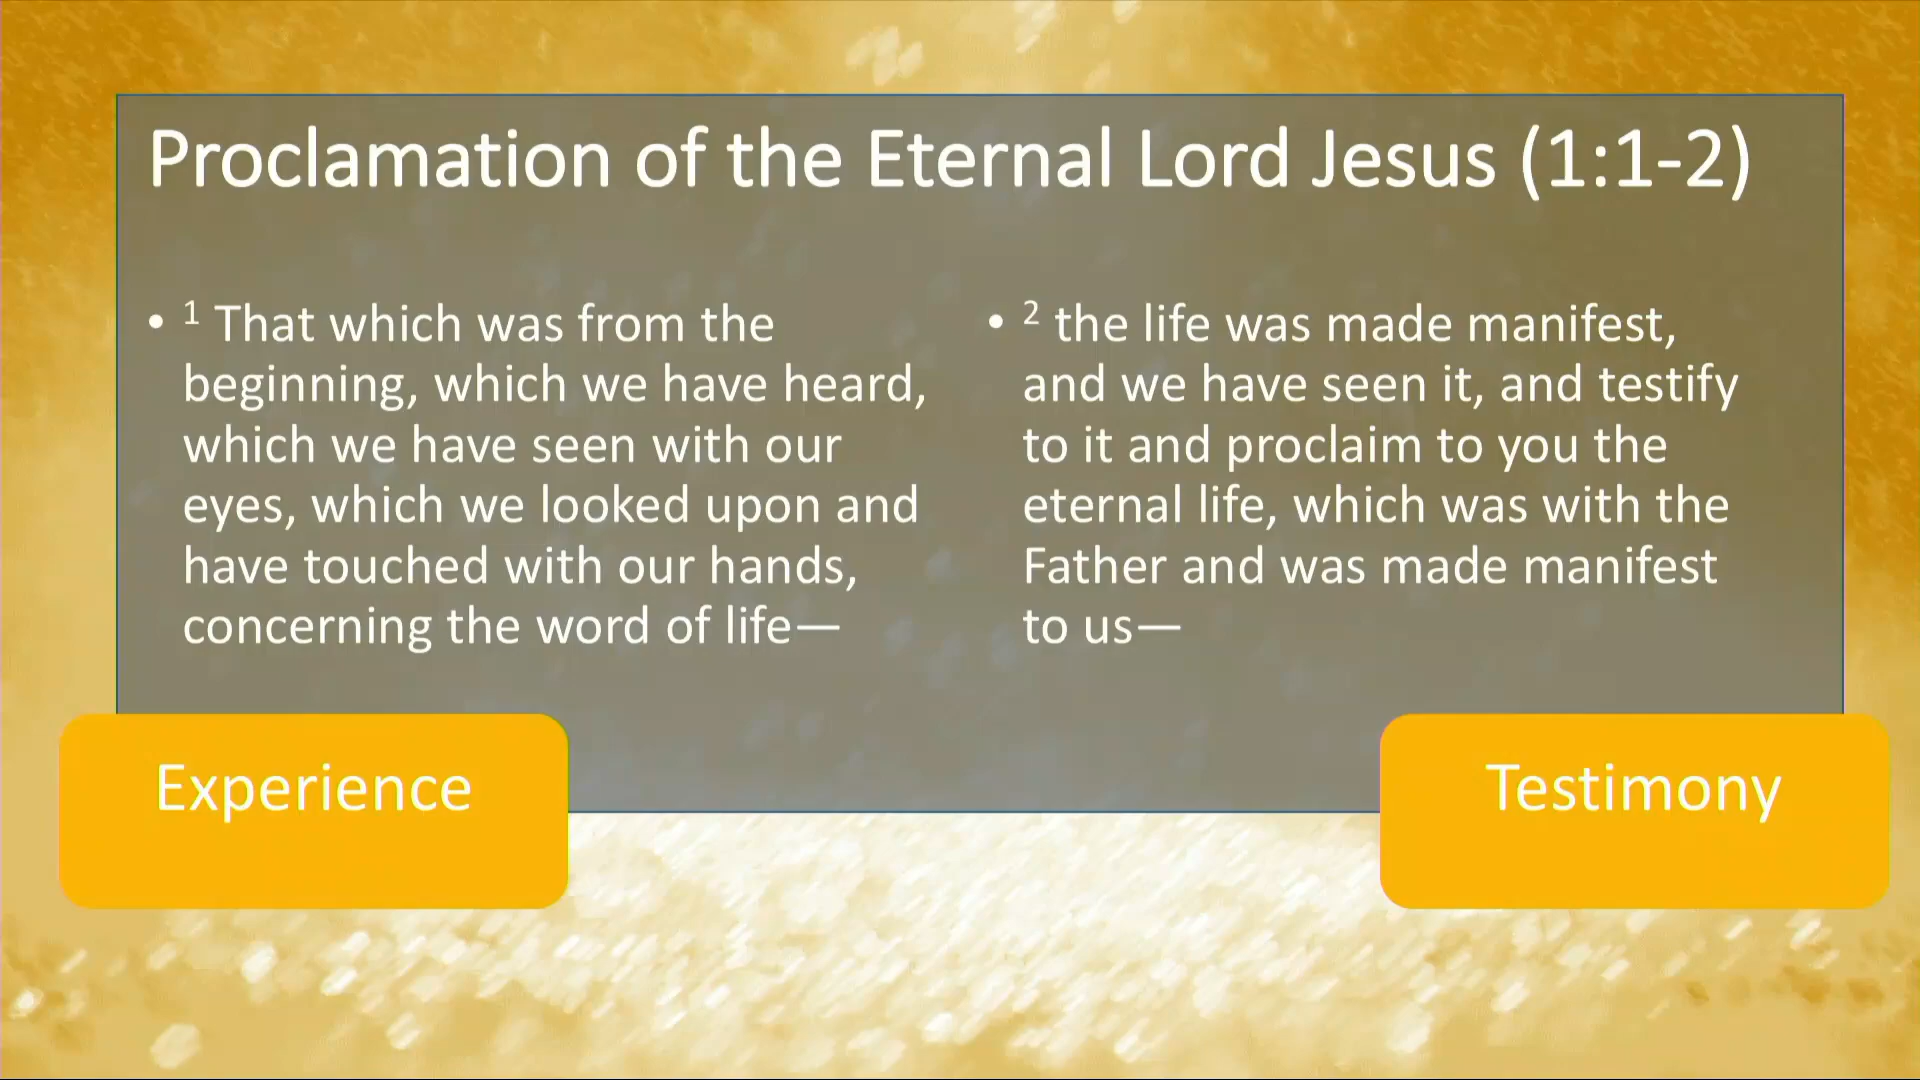 Proclamation of the Eternal Lord Jesus (1:1-2)
• 1 That which was from the
beginning, which we have heard,
which we have seen with our
eyes, which we looked upon and
have touched with our hands,
concerning the word of life—
• 2 the life was made manifest,
and we have seen it, and testify
to it and proclaim to you the
eternal life, which was with the
Father and was made manifest
to us—
Experience
Testimony